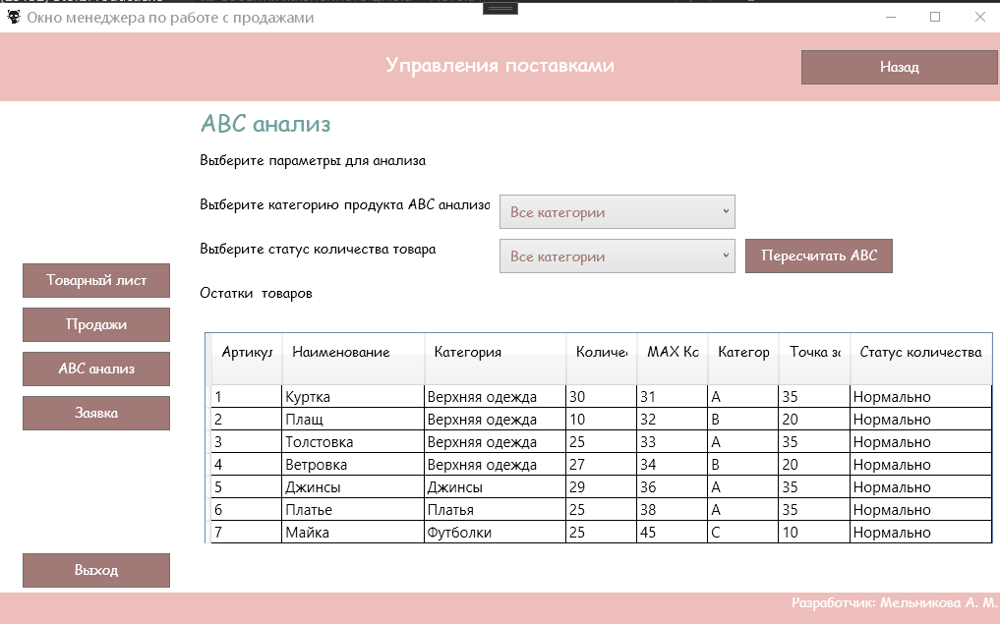 Окно менеджера по работе с продажами
Управления поставками
Назад
ABC анализ
Выберите параметры для анализа
Выберите категорию продукта ABC анализа
Все категории
Выберите статус количества товара
Все категории
Пересчитать ABC
Остатки товаров
Товарный лист
Продажи
ABC анализ
Заявка
Выход
Артикул Наименование Категория Количес MAX Ко Категор Точка за Статус количества
1 Куртка Верхняя одежда 30 31 A 35 Нормально
2 Плащ Верхняя одежда 10 32 B 20 Нормально
3 Толстовка Верхняя одежда 25 33 A 35 Нормально
4 Ветровка Верхняя одежда 27 34 B 20 Нормально
5 Джинсы Джинсы 29 36 A 35 Нормально
6 Платье Платья 25 38 A 35 Нормально
7 Майка Футболки 25 45 C 10 Нормально
Разработчик: Мельникова А. М.